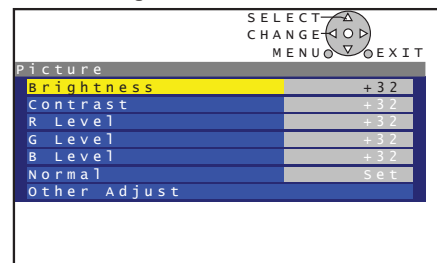 SELECT
CHANGE
MENU EXIT
Picture
Brightness +32
Contrast +32
R Level +32
G Level +32
B Level +32
Normal Set
Other Adjust